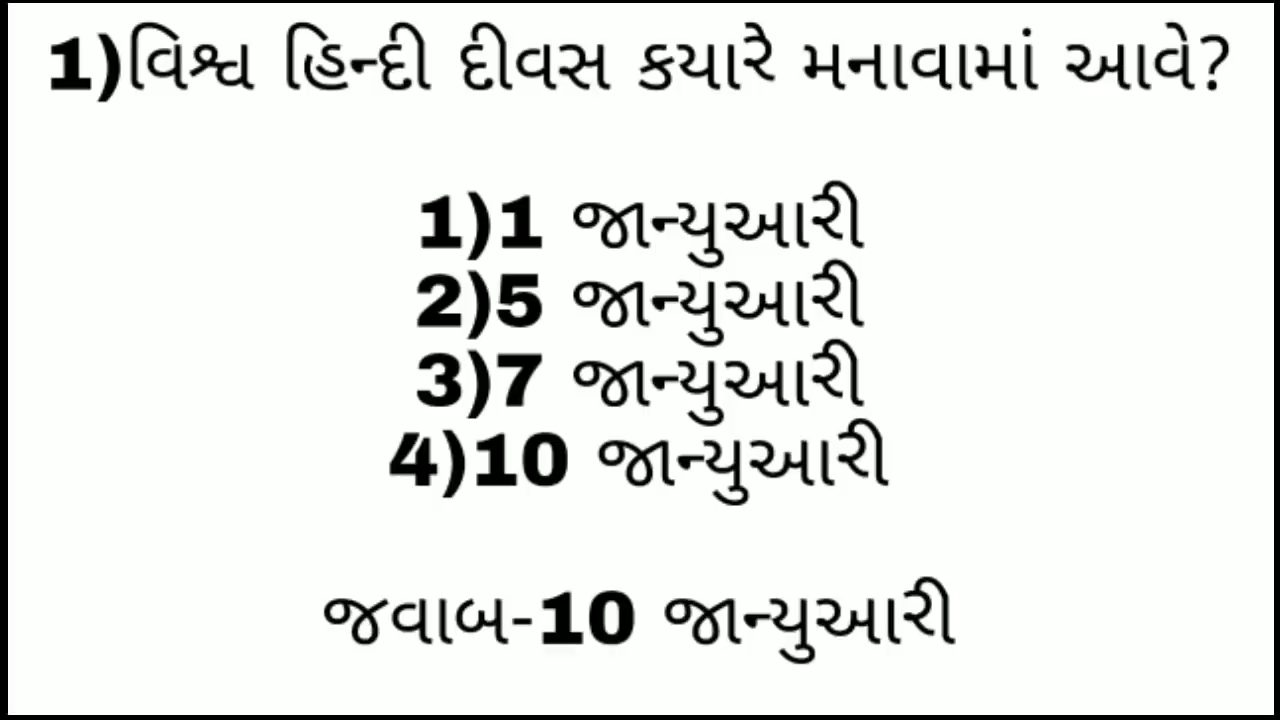 1)વિશ્વ હિન્દી દીવસ કયારે મનાવામાં આવે?
1)1 જાન્યુઆરી
2)5 જાન્યુઆરી
3)7 જાન્યુઆરી
4)10 જાન્યુઆરી
જવાબ-10 જાન્યુઆરી